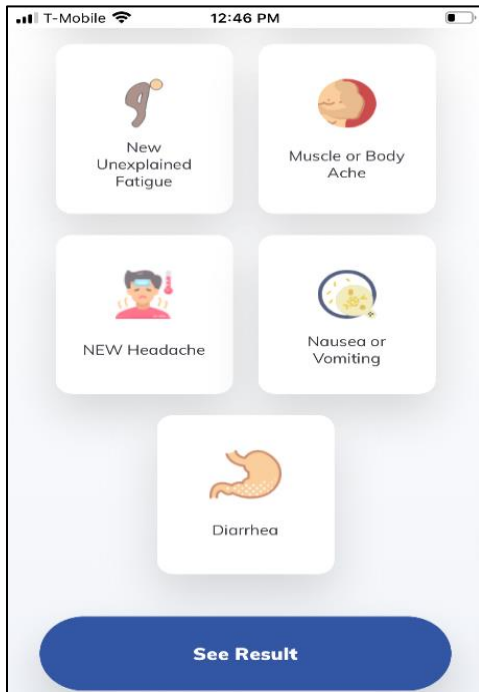 T-Mobile 12:46 PM
New
Unexplained
Fatigue
Muscle or Body
Ache
NEW Headache
Nausea or
Vomiting
Diarrhea
See Result